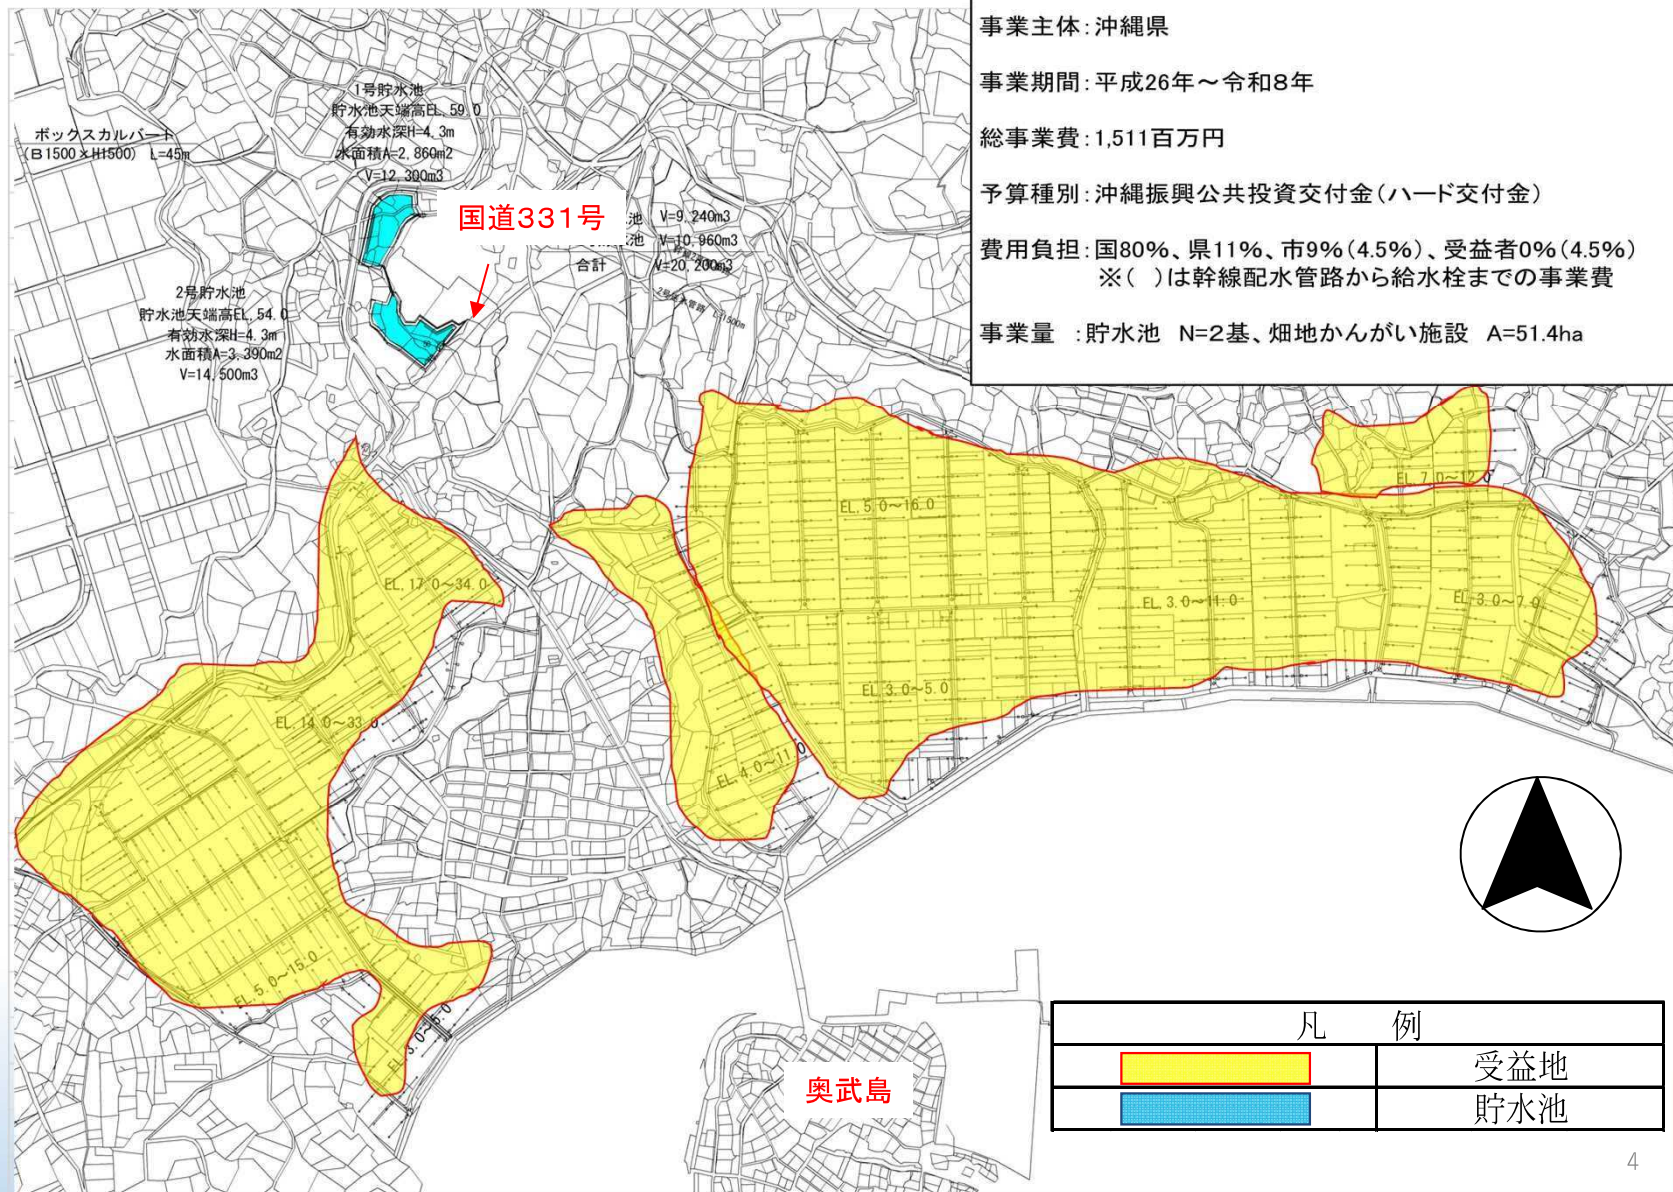 事業主体：沖縄県
事業期間：平成26年～令和8年
総事業費：1,511百万円
予算種別：沖縄振興公共投資交付金（ハード交付金）
費用負担：国80%、県11%、市9%（4.5%）、受益者0%（4.5%）
※（　）は幹線配水管路から給水栓までの事業費
事業量　：貯水池　N=2基、畑地かんがい施設　A=51.4ha
1号貯水池
貯水池天端高EL.59.0
有効水深H=4.3m
水面積A=2,860m2
V=12,300m3
ボックスカルバート
(B1500×H1500) L=45m
国道331号
池　V=9,240m3
池　V=10,960m3
合計　V=20,200m3
2号貯水池
貯水池天端高EL.54.0
有効水深H=4.3m
水面積A=3,390m2
V=14,500m3
EL.7.0～12.0
EL.5.0～16.0
EL.17.0～34.0
EL.3.0～11.0
EL.3.0～7.0
EL.3.0～5.0
EL.14.0～33.0
EL.4.0～11.0
EL.5.0～15.0
EL.3.0～5.0
奥武島
凡　例
受益地
貯水池
4